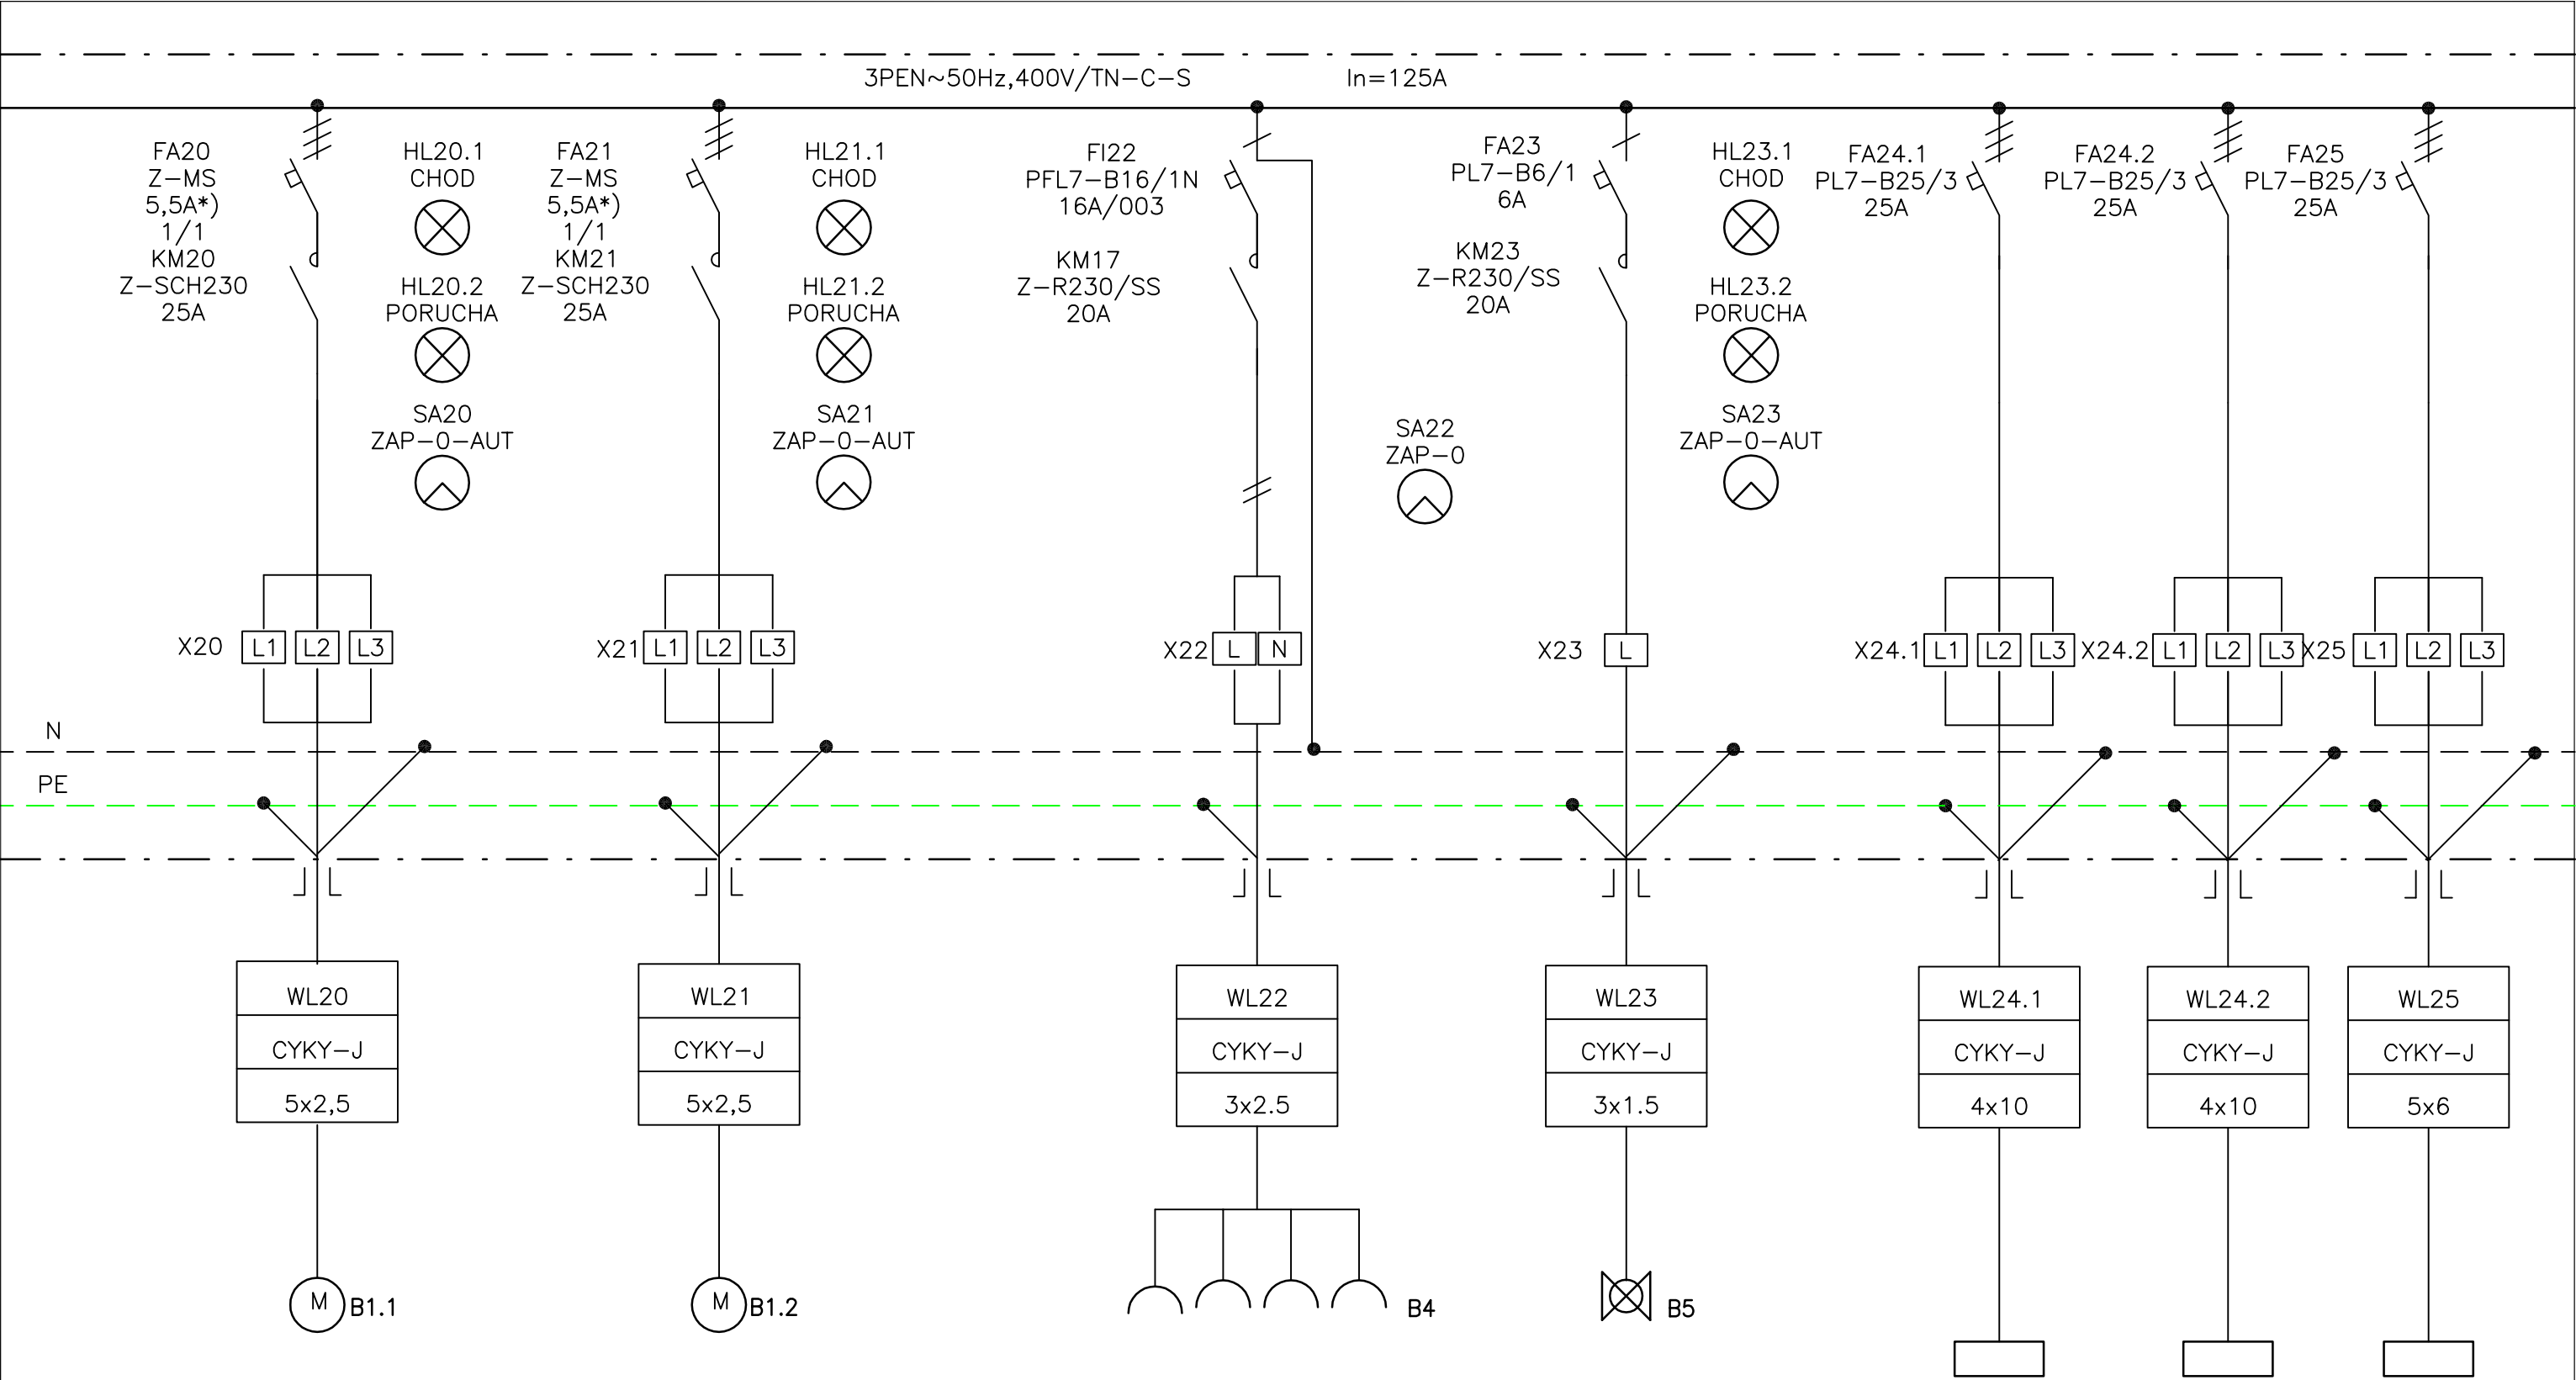 3PEN~50Hz,400V/TN-C-S
In=125A
FA20
Z-MS
5,5A*)
1/1
KM20
Z-SCH230
25A
HL20.1
CHOD
HL20.2
PORUCHA
SA20
ZAP-0-AUT
FA21
Z-MS
5,5A*)
1/1
KM21
Z-SCH230
25A
HL21.1
CHOD
HL21.2
PORUCHA
SA21
ZAP-0-AUT
FI22
PFL7-B16/1N
16A/003
KM17
Z-R230/SS
20A
SA22
ZAP-0
FA23
PL7-B6/1
6A
KM23
Z-R230/SS
20A
HL23.1
CHOD
HL23.2
PORUCHA
SA23
ZAP-0-AUT
FA24.1
PL7-B25/3
25A
FA24.2
PL7-B25/3
25A
FA25
PL7-B25/3
25A
X20 L1 L2 L3
X21 L1 L2 L3
X22 L N
X23 L
X24.1 L1 L2 L3
X24.2 L1 L2 L3
X25 L1 L2 L3
N
PE
WL20
CYKY-J
5x2,5
WL21
CYKY-J
5x2,5
WL22
CYKY-J
3x2.5
WL23
CYKY-J
3x1.5
WL24.1
CYKY-J
4x10
WL24.2
CYKY-J
4x10
WL25
CYKY-J
5x6
M B1.1
M B1.2
B4
B5